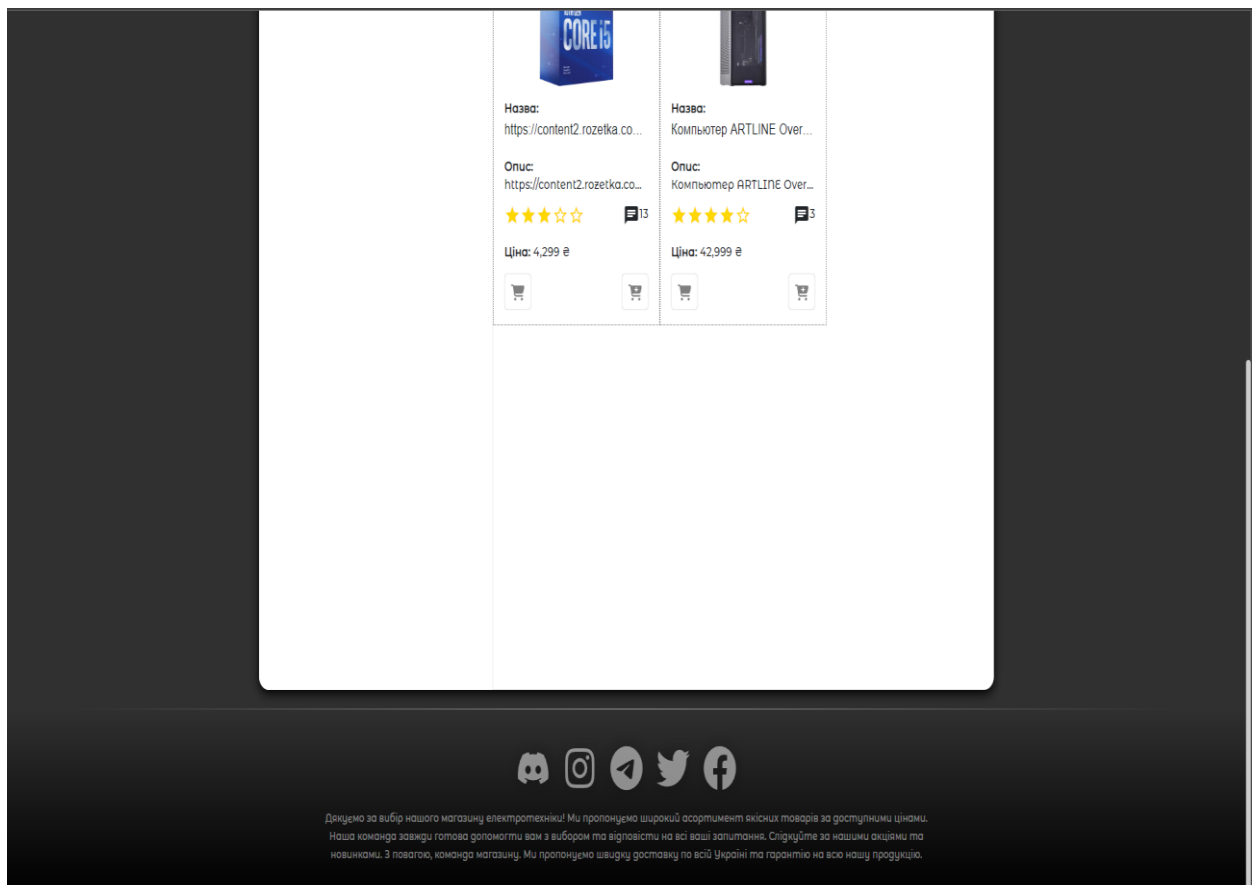 CORE i5
Назва:
https://content2.rozetka.co...
Опис:
https://content2.rozetka.co...
13
Ціна: 4,299 ₴
Назва:
Компьютер ARTLINE Over...
Опис:
Компьютер ARTLINE Over...
3
Ціна: 42,999 ₴
Дякуємо за вибір нашого магазину електротехніки! Ми пропонуємо широкий асортимент якісних товарів за доступними цінами.
Наша команда завжди готова допомогти вам з вибором та відповісти на всі ваші запитання. Слідкуйте за нашими акціями та
новинками. З повагою, команда магазину. Ми пропонуємо швидку доставку по всій Україні та гарантію на всю нашу продукцію.